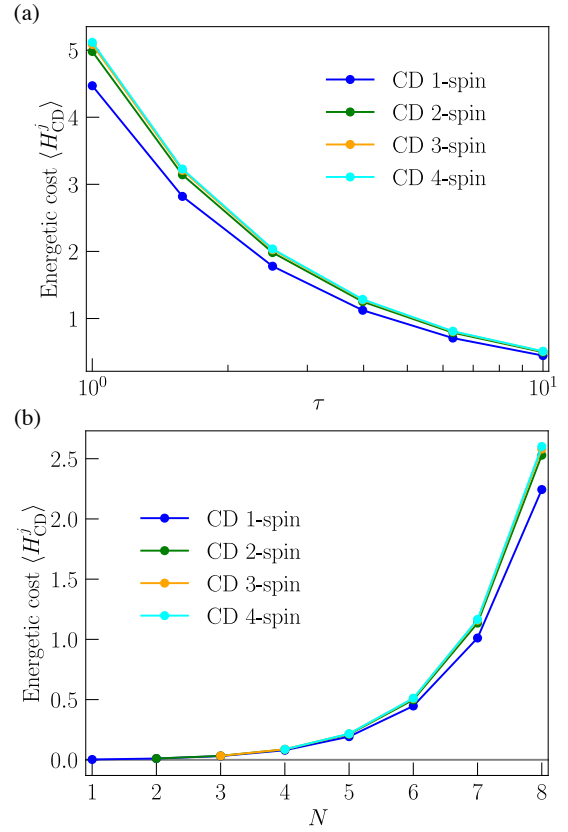 (a)
5
4
3
2
1
Energetic cost ⟨H_CD^j⟩
CD 1-spin
CD 2-spin
CD 3-spin
CD 4-spin
10^0
10^1
τ
(b)
2.5
2.0
1.5
1.0
0.5
0.0
Energetic cost ⟨H_CD^j⟩
CD 1-spin
CD 2-spin
CD 3-spin
CD 4-spin
1 2 3 4 5 6 7 8
N